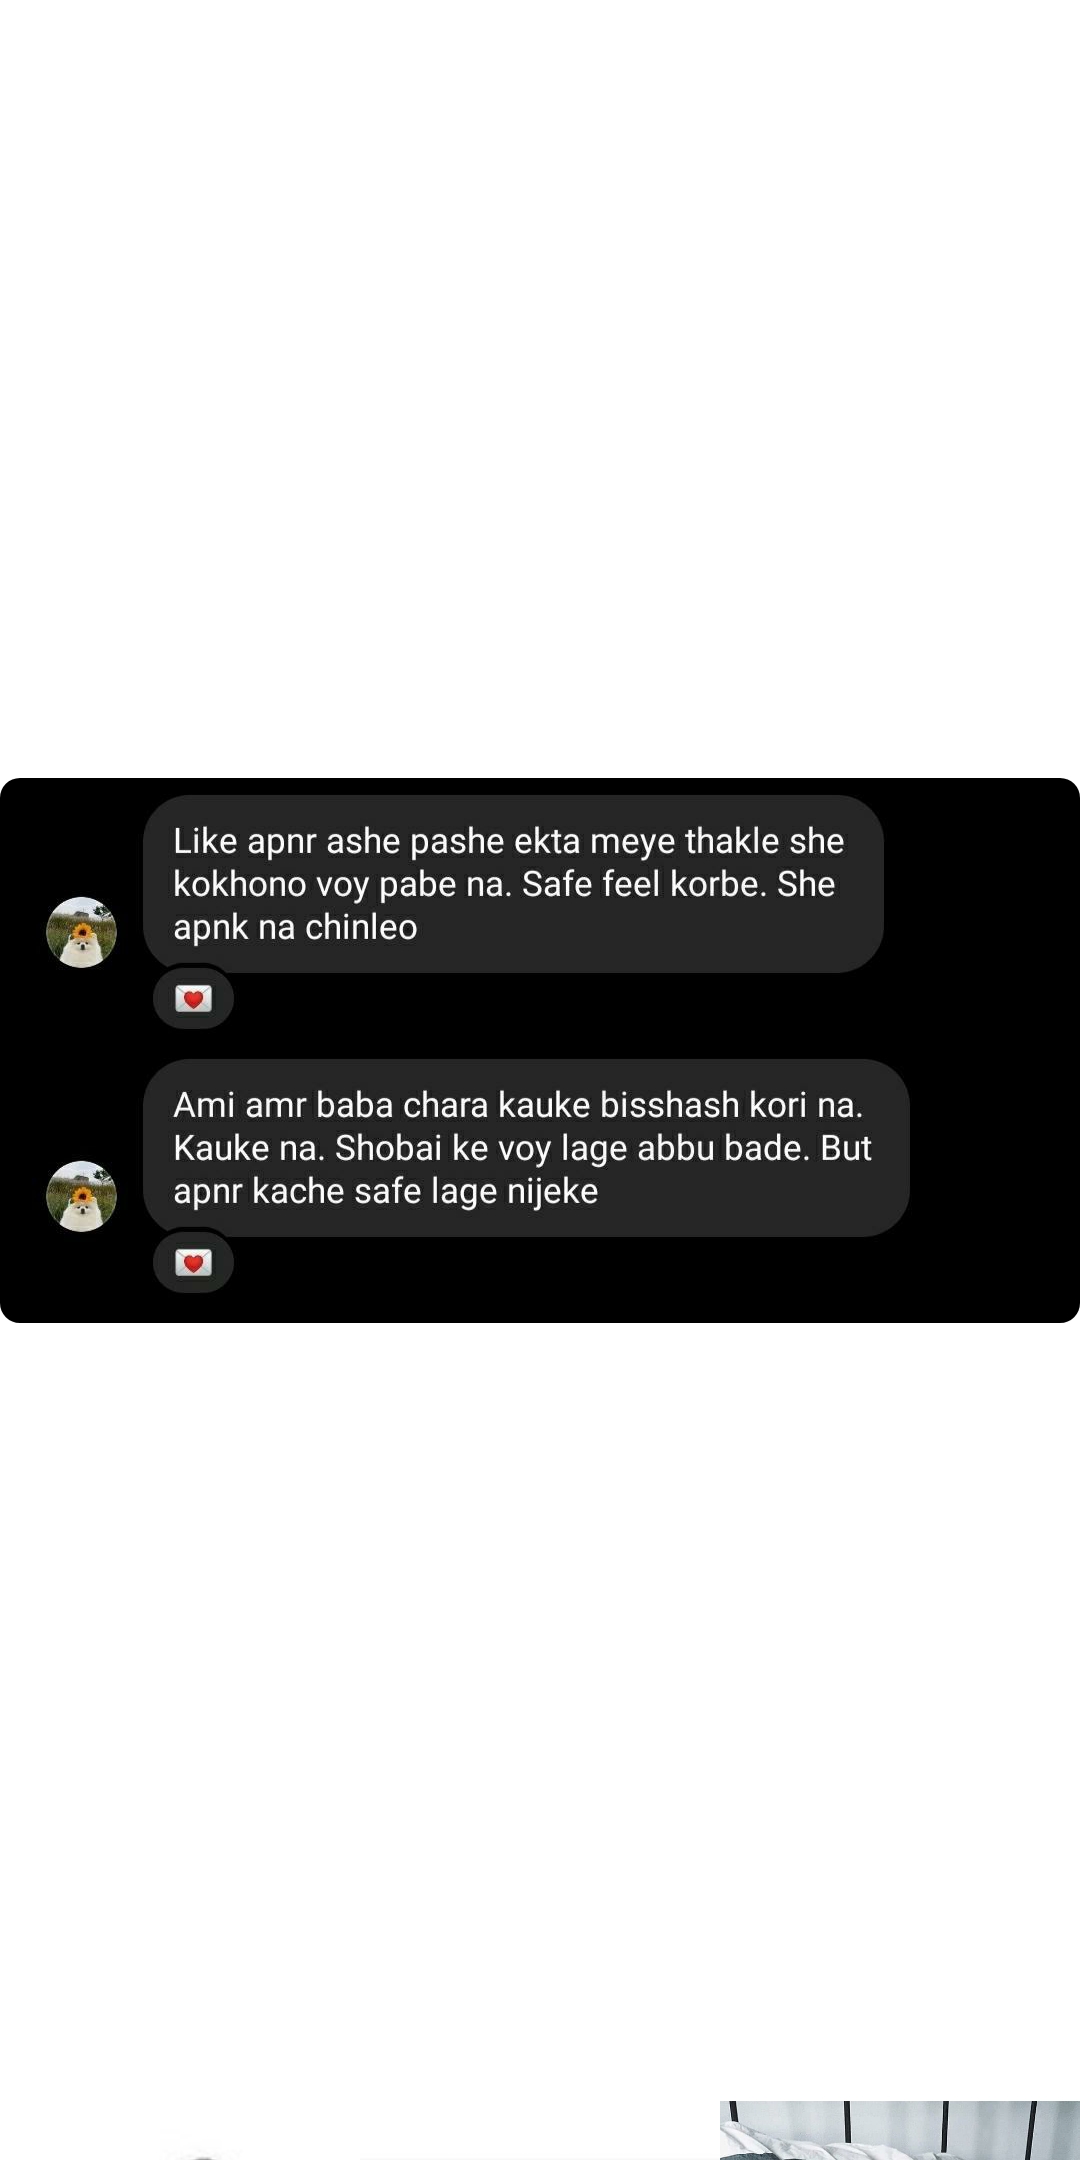 Like apnr ashe pashe ekta meye thakle she
kokhono voy pabe na. Safe feel korbe. She
apnk na chinleo
Ami amr baba chara kauke bisshash kori na.
Kauke na. Shobai ke voy lage abbu bade. But
apnr kache safe lage nijeke